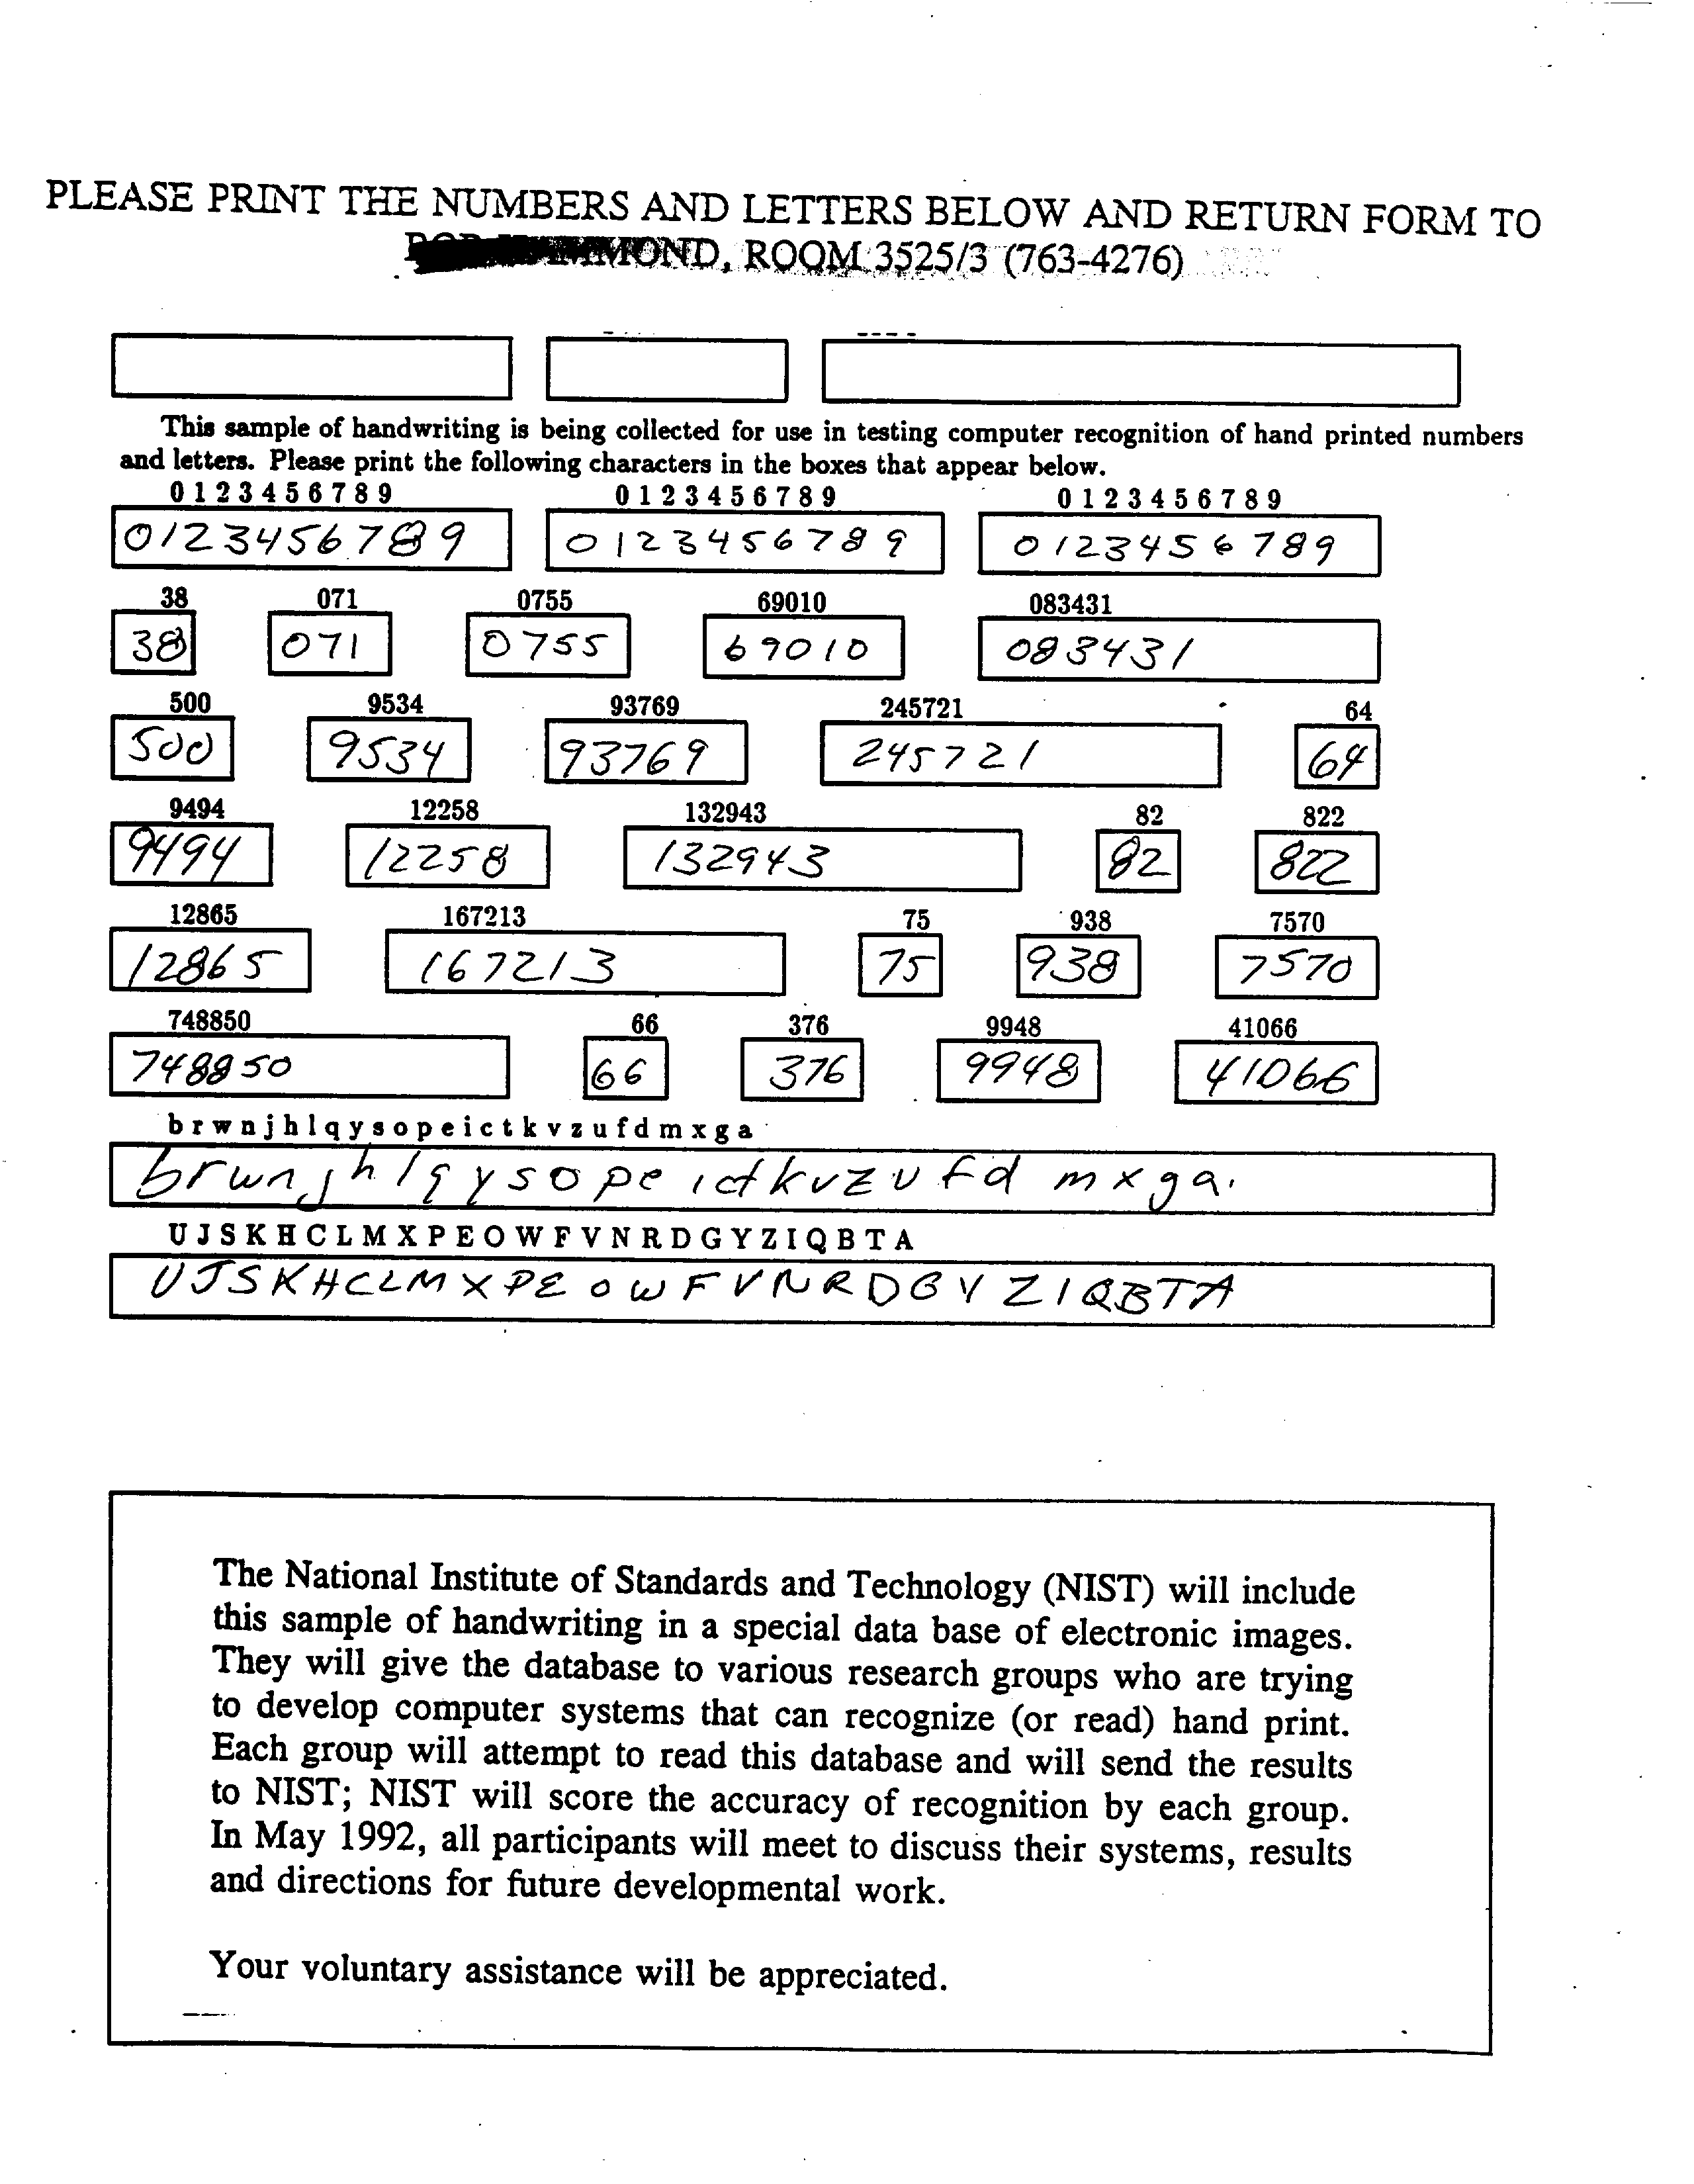 PLEASE PRINT THE NUMBERS AND LETTERS BELOW AND RETURN FORM TO
ROOM 3525/3 (763-4276)
This sample of handwriting is being collected for use in testing computer recognition of hand printed numbers
and letters. Please print the following characters in the boxes that appear below.
0 1 2 3 4 5 6 7 8 9 0 1 2 3 4 5 6 7 8 9 0 1 2 3 4 5 6 7 8 9
0123456789 0123456789 0123456789
38 071 0755 69010 083431
38 071 0755 69010 083431
500 9534 93769 245721 64
500 9534 93769 245721 64
9494 12258 132943 82 822
9494 12258 132943 82 822
12865 167213 75 938 7570
12865 167213 75 938 7570
748850 66 376 9948 41066
748850 66 376 9948 41066
b r w n j h l q y s o p e i c t k v z u f d m x g a
brwnjhlqysopeictkvzufdmxga
U J S K H C L M X P E O W F V N R D G Y Z I Q B T A
UJSKHCLMXPEOWFVNRDGYZIQBTA
The National Institute of Standards and Technology (NIST) will include
this sample of handwriting in a special data base of electronic images.
They will give the database to various research groups who are trying
to develop computer systems that can recognize (or read) hand print.
Each group will attempt to read this database and will send the results
to NIST; NIST will score the accuracy of recognition by each group.
In May 1992, all participants will meet to discuss their systems, results
and directions for future developmental work.
Your voluntary assistance will be appreciated.